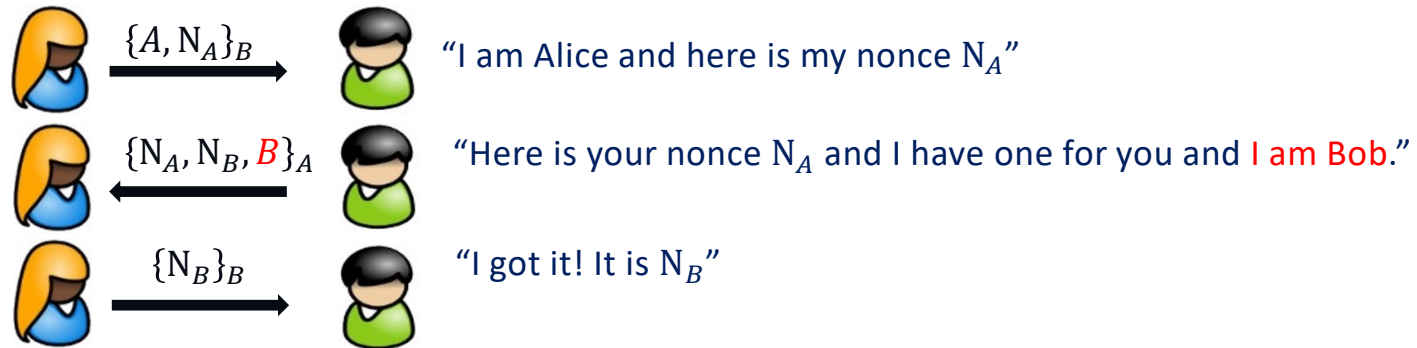 {A, N_A}_B “I am Alice and here is my nonce N_A”
{N_A, N_B, B}_A “Here is your nonce N_A and I have one for you and I am Bob.”
{N_B}_B “I got it! It is N_B”